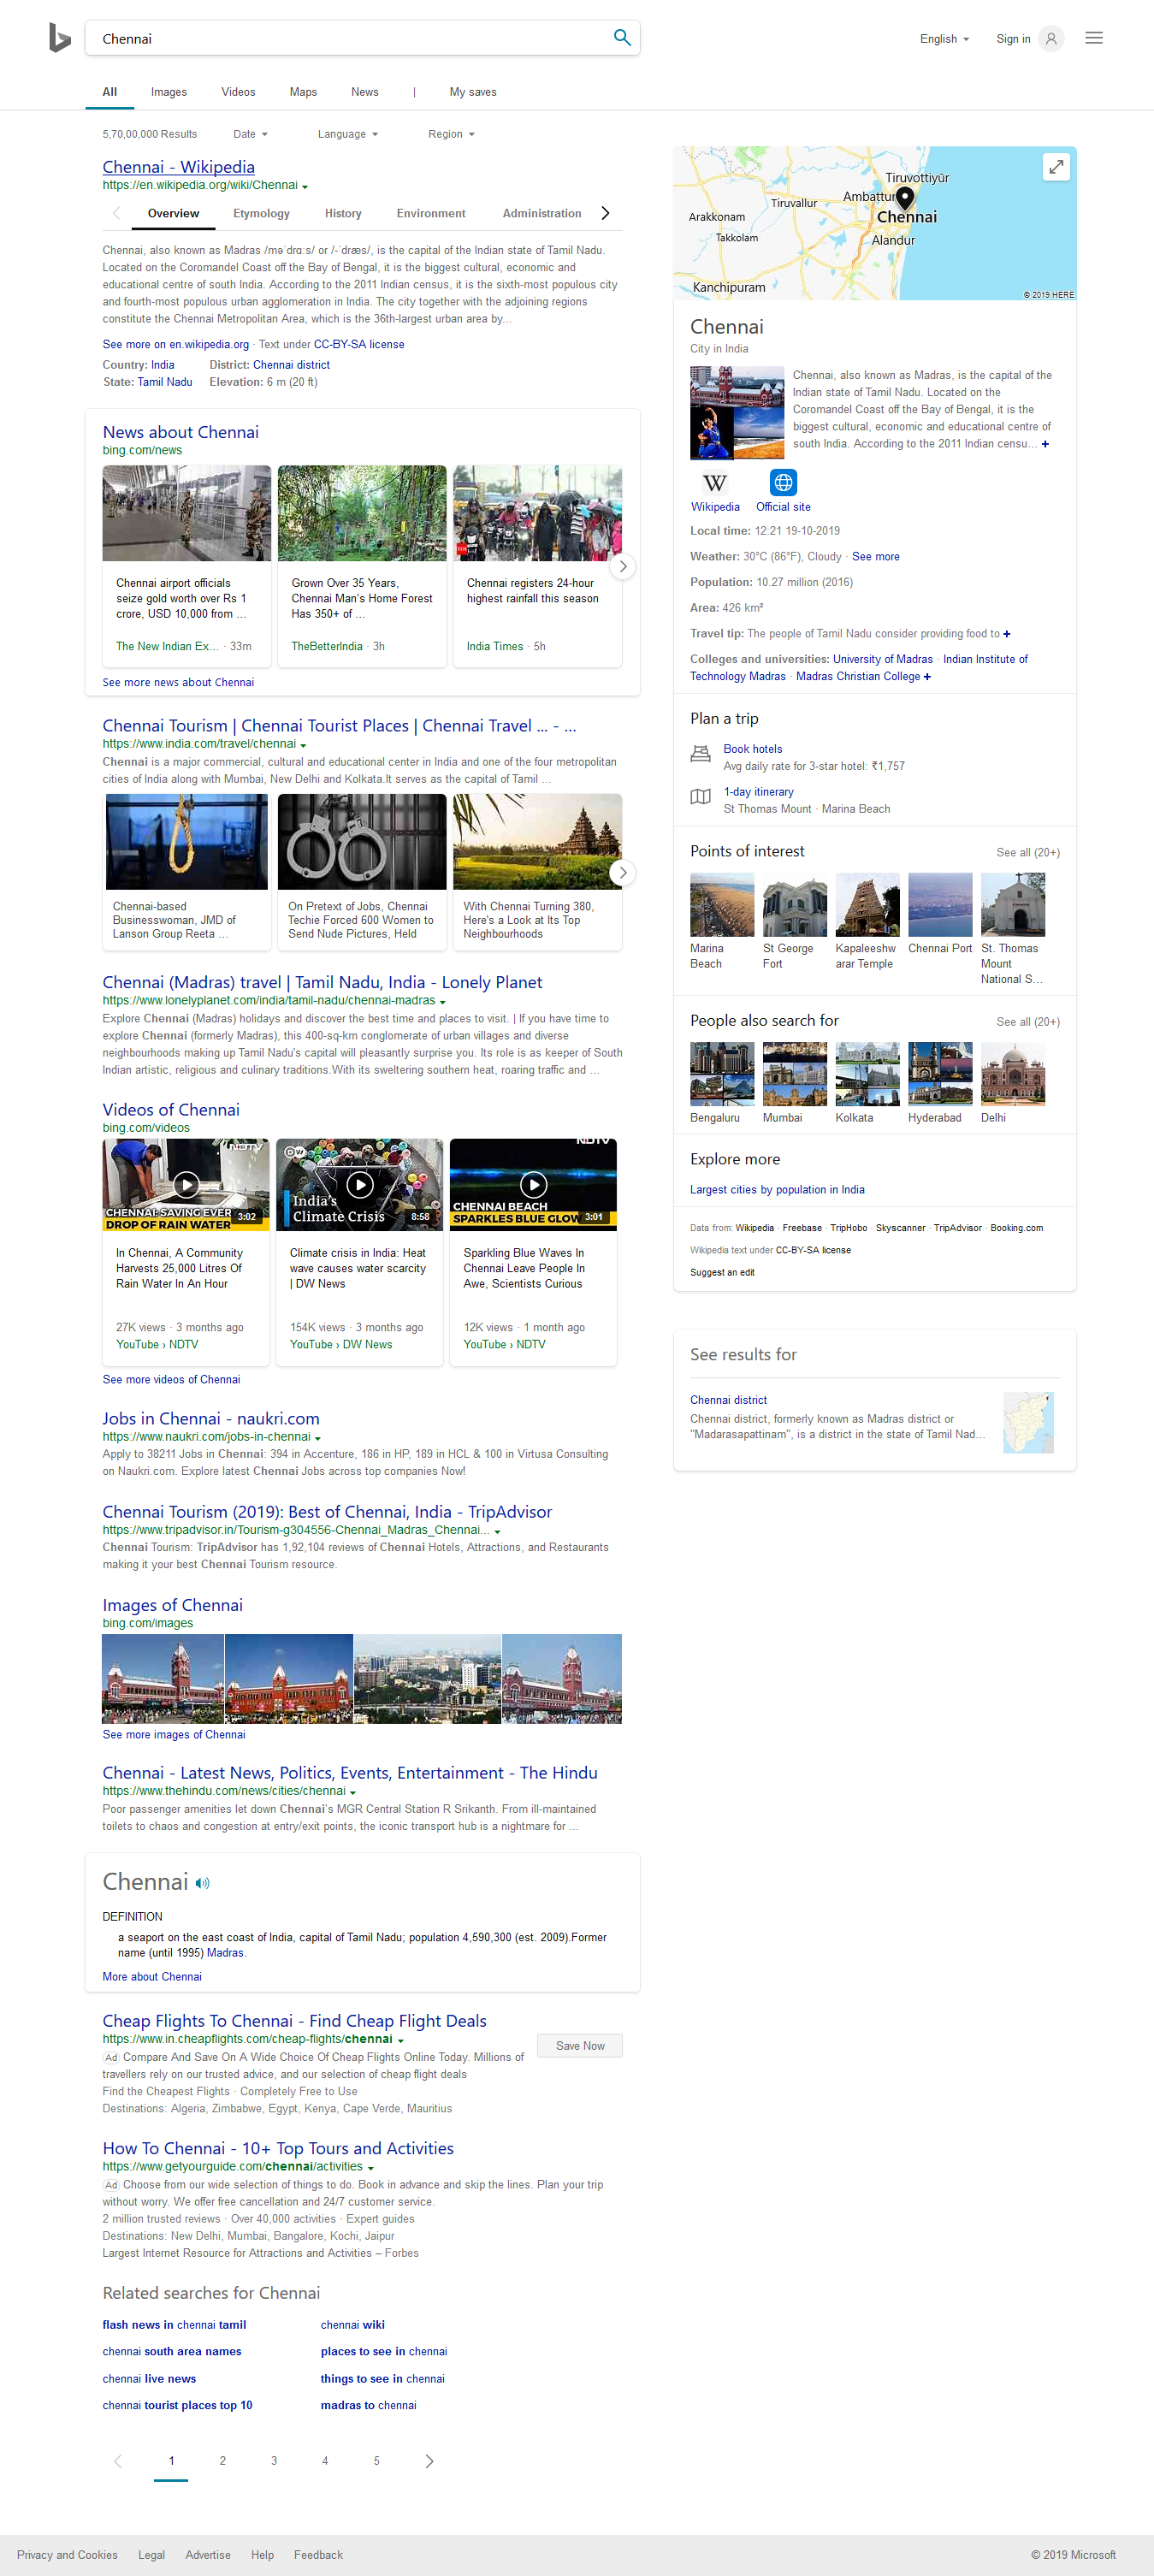 Chennai
English
Sign in
All
Images
Videos
Maps
News
|
My saves
5,70,00,000 Results
Date
Language
Region
Chennai - Wikipedia
https://en.wikipedia.org/wiki/Chennai
Overview
Etymology
History
Environment
Administration
Chennai, also known as Madras /məˈdrɑːs/ or /-ˈdræs/, is the capital of the Indian state of Tamil Nadu.
Located on the Coromandel Coast off the Bay of Bengal, it is the biggest cultural, economic and
educational centre of south India. According to the 2011 Indian census, it is the sixth-most populous city
and fourth-most populous urban agglomeration in India. The city together with the adjoining regions
constitute the Chennai Metropolitan Area, which is the 36th-largest urban area by...
See more on en.wikipedia.org · Text under CC-BY-SA license
Country: India
District: Chennai district
State: Tamil Nadu
Elevation: 6 m (20 ft)
News about Chennai
bing.com/news
Chennai airport officials
seize gold worth over Rs 1
crore, USD 10,000 from ...
The New Indian Ex... · 33m
Grown Over 35 Years,
Chennai Man's Home Forest
Has 350+ of ...
TheBetterIndia · 3h
Chennai registers 24-hour
highest rainfall this season
India Times · 5h
See more news about Chennai
Chennai Tourism | Chennai Tourist Places | Chennai Travel ... - ...
https://www.india.com/travel/chennai
Chennai is a major commercial, cultural and educational center in India and one of the four metropolitan
cities of India along with Mumbai, New Delhi and Kolkata.It serves as the capital of Tamil ...
Chennai-based
Businesswoman, JMD of
Lanson Group Reeta ...
On Pretext of Jobs, Chennai
Techie Forced 600 Women to
Send Nude Pictures, Held
With Chennai Turning 380,
Here's a Look at Its Top
Neighbourhoods
Chennai (Madras) travel | Tamil Nadu, India - Lonely Planet
https://www.lonelyplanet.com/india/tamil-nadu/chennai-madras
Explore Chennai (Madras) holidays and discover the best time and places to visit. | If you have time to
explore Chennai (formerly Madras), this 400-sq-km conglomerate of urban villages and diverse
neighbourhoods making up Tamil Nadu's capital will pleasantly surprise you. Its role is as keeper of South
Indian artistic, religious and culinary traditions.With its sweltering southern heat, roaring traffic and ...
Videos of Chennai
bing.com/videos
NDTV
CHENNAI: SAVING EVERY
DROP OF RAIN WATER
3:02
In Chennai, A Community
Harvests 25,000 Litres Of
Rain Water In An Hour
27K views · 3 months ago
YouTube › NDTV
DW
India's
Climate Crisis
8:58
Climate crisis in India: Heat
wave causes water scarcity
| DW News
154K views · 3 months ago
YouTube › DW News
NDTV
CHENNAI BEACH
SPARKLES BLUE GLOW
3:01
Sparkling Blue Waves In
Chennai Leave People In
Awe, Scientists Curious
12K views · 1 month ago
YouTube › NDTV
See more videos of Chennai
Jobs in Chennai - naukri.com
https://www.naukri.com/jobs-in-chennai
Apply to 38211 Jobs in Chennai: 394 in Accenture, 186 in HP, 189 in HCL & 100 in Virtusa Consulting
on Naukri.com. Explore latest Chennai Jobs across top companies Now!
Chennai Tourism (2019): Best of Chennai, India - TripAdvisor
https://www.tripadvisor.in/Tourism-g304556-Chennai_Madras_Chennai...
Chennai Tourism: TripAdvisor has 1,92,104 reviews of Chennai Hotels, Attractions, and Restaurants
making it your best Chennai Tourism resource.
Images of Chennai
bing.com/images
See more images of Chennai
Chennai - Latest News, Politics, Events, Entertainment - The Hindu
https://www.thehindu.com/news/cities/chennai
Poor passenger amenities let down Chennai's MGR Central Station R Srikanth. From ill-maintained
toilets to chaos and congestion at entry/exit points, the iconic transport hub is a nightmare for ...
Chennai
DEFINITION
a seaport on the east coast of India, capital of Tamil Nadu; population 4,590,300 (est. 2009).Former
name (until 1995) Madras.
More about Chennai
Cheap Flights To Chennai - Find Cheap Flight Deals
https://www.in.cheapflights.com/cheap-flights/chennai
Save Now
Ad Compare And Save On A Wide Choice Of Cheap Flights Online Today. Millions of
travellers rely on our trusted advice, and our selection of cheap flight deals
Find the Cheapest Flights · Completely Free to Use
Destinations: Algeria, Zimbabwe, Egypt, Kenya, Cape Verde, Mauritius
How To Chennai - 10+ Top Tours and Activities
https://www.getyourguide.com/chennai/activities
Ad Choose from our wide selection of things to do. Book in advance and skip the lines. Plan your trip
without worry. We offer free cancellation and 24/7 customer service.
2 million trusted reviews · Over 40,000 activities · Expert guides
Destinations: New Delhi, Mumbai, Bangalore, Kochi, Jaipur
Largest Internet Resource for Attractions and Activities – Forbes
Related searches for Chennai
flash news in chennai tamil
chennai south area names
chennai live news
chennai tourist places top 10
chennai wiki
places to see in chennai
things to see in chennai
madras to chennai
1
2
3
4
5
Tiruvottiyūr
Ambattur
Tiruvallur
Arakkonam
Chennai
Takkolam
Alandur
Kanchipuram
© 2019 HERE
Chennai
City in India
Chennai, also known as Madras, is the capital of the
Indian state of Tamil Nadu. Located on the
Coromandel Coast off the Bay of Bengal, it is the
biggest cultural, economic and educational centre of
south India. According to the 2011 Indian censu... +
W
Wikipedia
Official site
Local time: 12:21 19-10-2019
Weather: 30°C (86°F), Cloudy · See more
Population: 10.27 million (2016)
Area: 426 km²
Travel tip: The people of Tamil Nadu consider providing food to +
Colleges and universities: University of Madras · Indian Institute of
Technology Madras · Madras Christian College +
Plan a trip
Book hotels
Avg daily rate for 3-star hotel: ₹1,757
1-day itinerary
St Thomas Mount · Marina Beach
Points of interest
See all (20+)
Marina
Beach
St George
Fort
Kapaleeshw
arar Temple
Chennai Port
St. Thomas
Mount
National S...
People also search for
See all (20+)
Bengaluru
Mumbai
Kolkata
Hyderabad
Delhi
Explore more
Largest cities by population in India
Data from: Wikipedia · Freebase · TripHobo · Skyscanner · TripAdvisor · Booking.com
Wikipedia text under CC-BY-SA license
Suggest an edit
See results for
Chennai district
Chennai district, formerly known as Madras district or
"Madarasapattinam", is a district in the state of Tamil Nad...
Privacy and Cookies
Legal
Advertise
Help
Feedback
© 2019 Microsoft